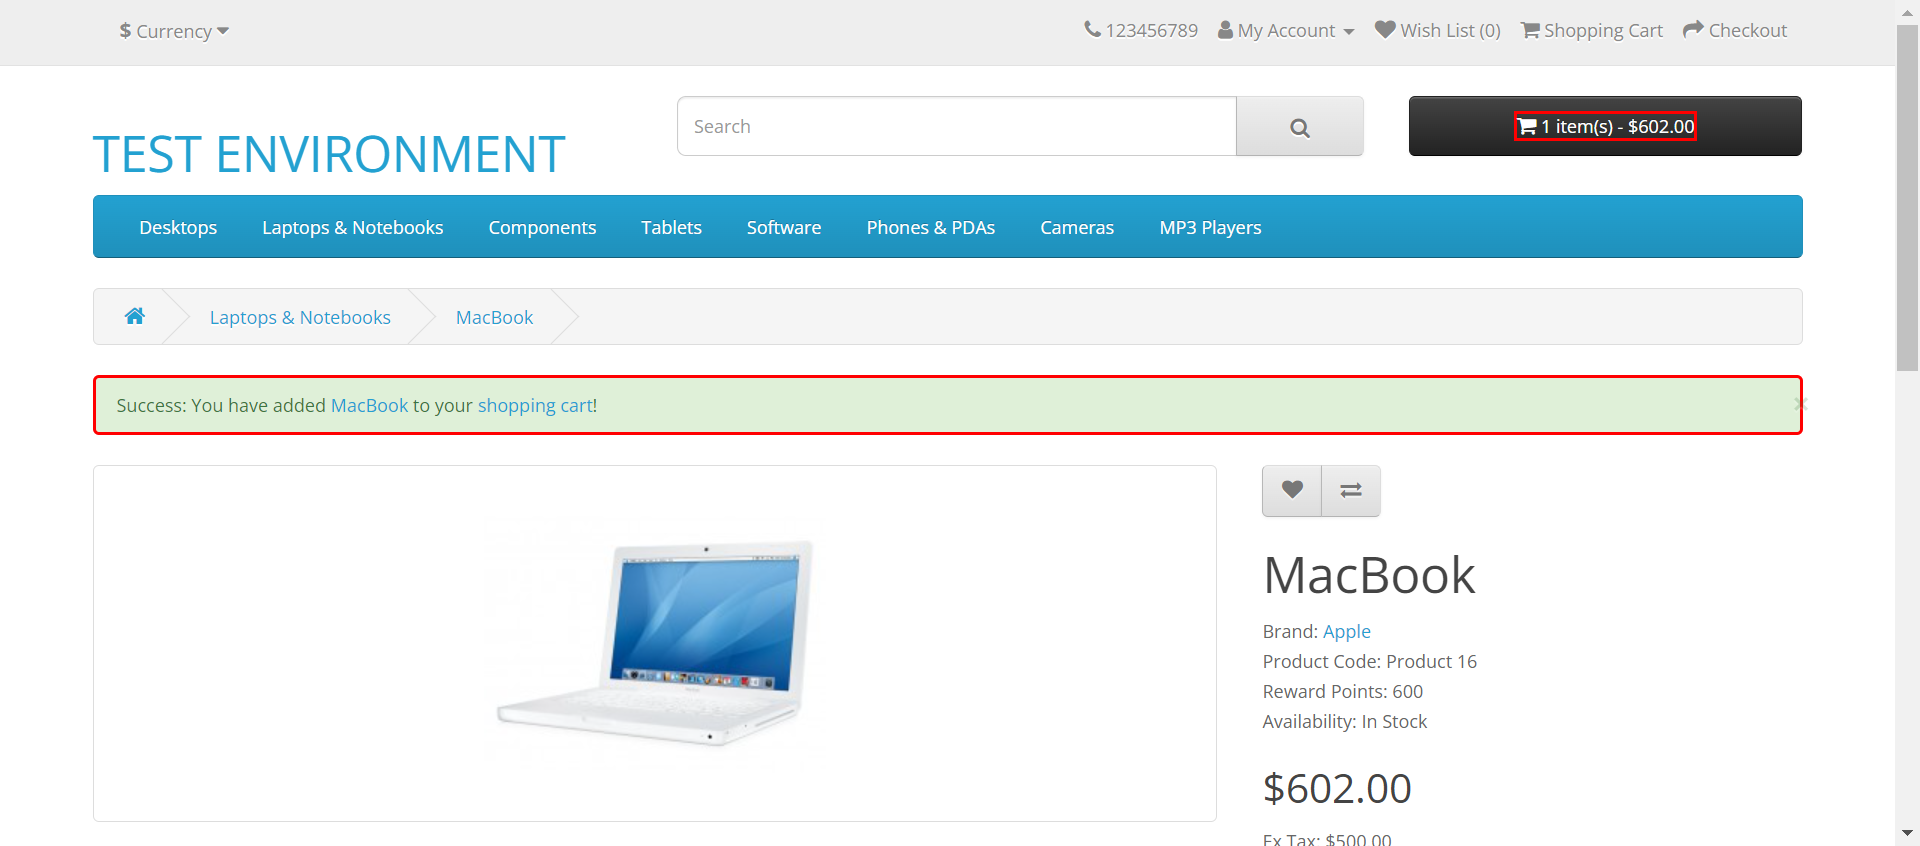 $ Currency
123456789 My Account Wish List (0) Shopping Cart Checkout
TEST ENVIRONMENT
Search
1 item(s) - $602.00
Desktops Laptops & Notebooks Components Tablets Software Phones & PDAs Cameras MP3 Players
Laptops & Notebooks MacBook
Success: You have added MacBook to your shopping cart!
×
MacBook
Brand: Apple
Product Code: Product 16
Reward Points: 600
Availability: In Stock
$602.00
Ex Tax: $500.00